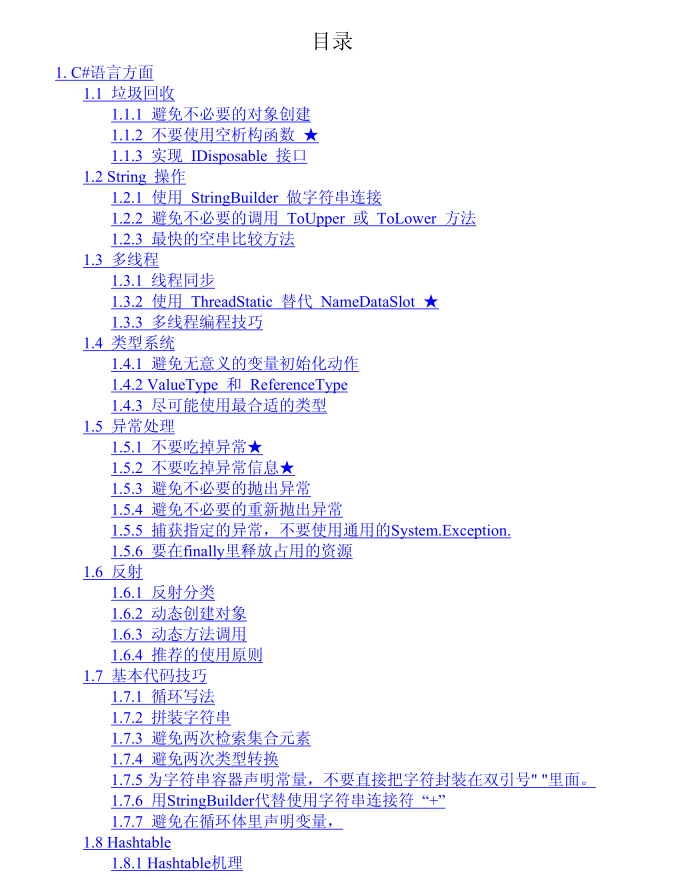 目录
1. C#语言方面
1.1 垃圾回收
1.1.1 避免不必要的对象创建
1.1.2 不要使用空析构函数 ★
1.1.3 实现 IDisposable 接口
1.2 String 操作
1.2.1 使用 StringBuilder 做字符串连接
1.2.2 避免不必要的调用 ToUpper 或 ToLower 方法
1.2.3 最快的空串比较方法
1.3 多线程
1.3.1 线程同步
1.3.2 使用 ThreadStatic 替代 NameDataSlot ★
1.3.3 多线程编程技巧
1.4 类型系统
1.4.1 避免无意义的变量初始化动作
1.4.2 ValueType 和 ReferenceType
1.4.3 尽可能使用最合适的类型
1.5 异常处理
1.5.1 不要吃掉异常★
1.5.2 不要吃掉异常信息★
1.5.3 避免不必要的抛出异常
1.5.4 避免不必要的重新抛出异常
1.5.5 捕获指定的异常，不要使用通用的System.Exception.
1.5.6 要在finally里释放占用的资源
1.6 反射
1.6.1 反射分类
1.6.2 动态创建对象
1.6.3 动态方法调用
1.6.4 推荐的使用原则
1.7 基本代码技巧
1.7.1 循环写法
1.7.2 拼装字符串
1.7.3 避免两次检索集合元素
1.7.4 避免两次类型转换
1.7.5 为字符串容器声明常量，不要直接把字符封装在双引号" "里面。
1.7.6 用StringBuilder代替使用字符串连接符 “+”
1.7.7 避免在循环体里声明变量，
1.8 Hashtable
1.8.1 Hashtable机理